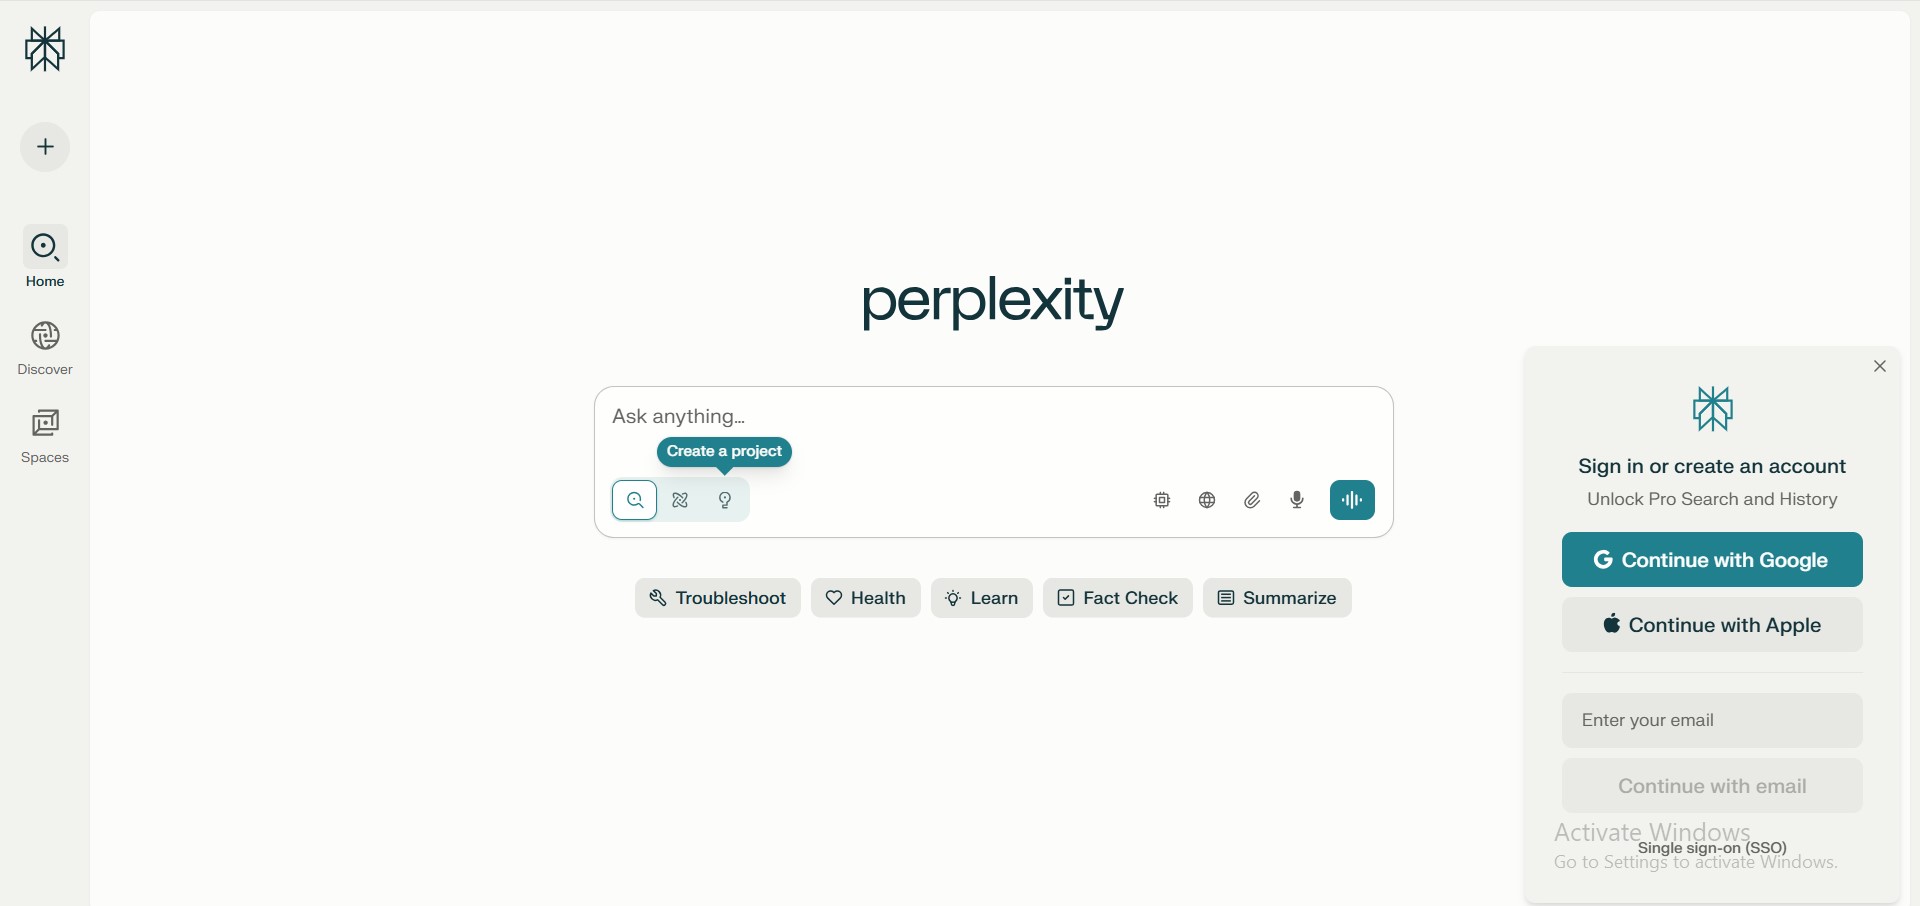 Home
Discover
Spaces
perplexity
Ask anything...
Create a project
Troubleshoot
Health
Learn
Fact Check
Summarize
Sign in or create an account
Unlock Pro Search and History
Continue with Google
Continue with Apple
Enter your email
Continue with email
Activate Windows
Single sign-on (SSO)
Go to Settings to activate Windows.